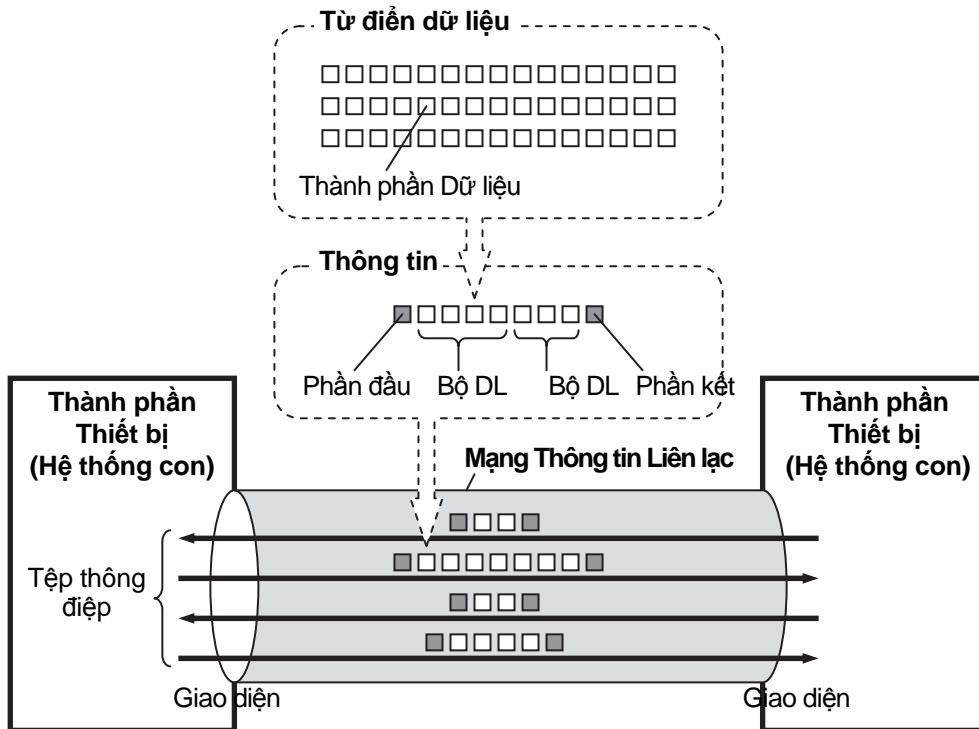 Từ điển dữ liệu
Thành phần Dữ liệu
Thông tin
Phần đầu
Bộ DL
Bộ DL
Phần kết
Thành phần
Thiết bị
(Hệ thống con)
Mạng Thông tin Liên lạc
Thành phần
Thiết bị
(Hệ thống con)
Tệp thông
điệp
Giao diện
Giao diện